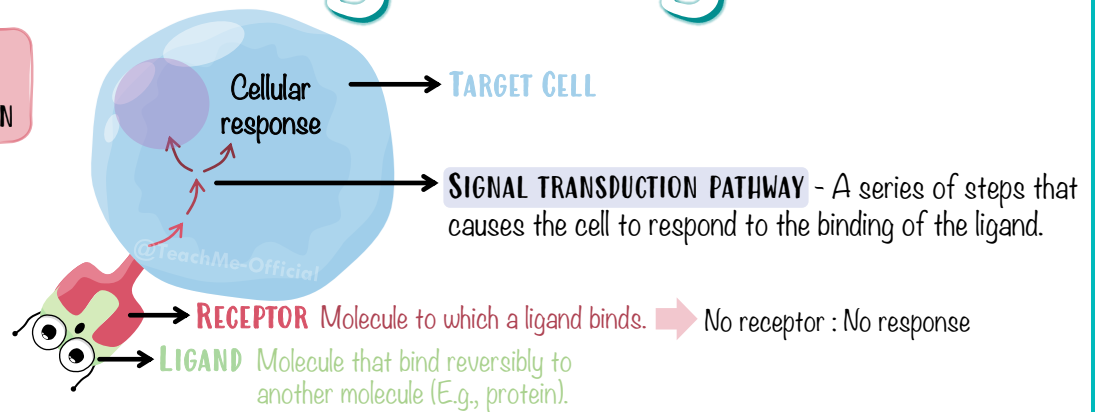 N
Cellular
response
TARGET CELL
SIGNAL TRANSDUCTION PATHWAY - A series of steps that
causes the cell to respond to the binding of the ligand.
@TeachMe-Official
RECEPTOR Molecule to which a ligand binds. No receptor : No response
LIGAND Molecule that bind reversibly to
another molecule (E.g., protein).